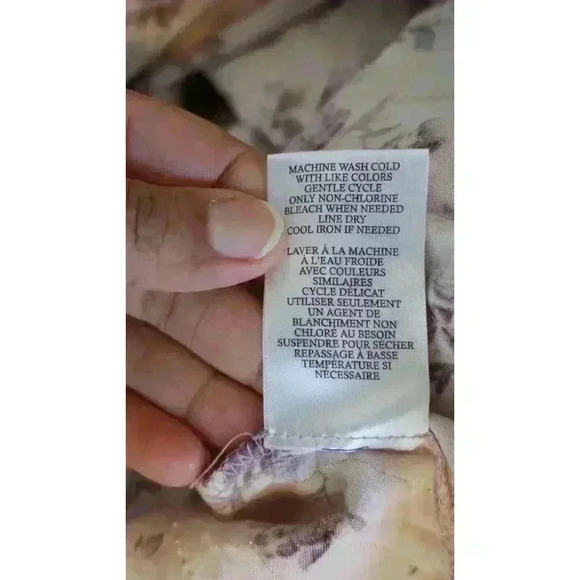 MACHINE WASH COLD
WITH LIKE COLORS
GENTLE CYCLE
ONLY NON-CHLORINE
BLEACH WHEN NEEDED
LINE DRY
COOL IRON IF NEEDED
LAVER À LA MACHINE
À L'EAU FROIDE
AVEC COULEURS
SIMILAIRES
CYCLE DÉLICAT
UTILISER SEULEMENT
UN AGENT DE
BLANCHIMENT NON
CHLORÉ AU BESOIN
SUSPENDRE POUR SÉCHER
REPASSAGE À BASSE
TEMPÉRATURE SI
NÉCESSAIRE